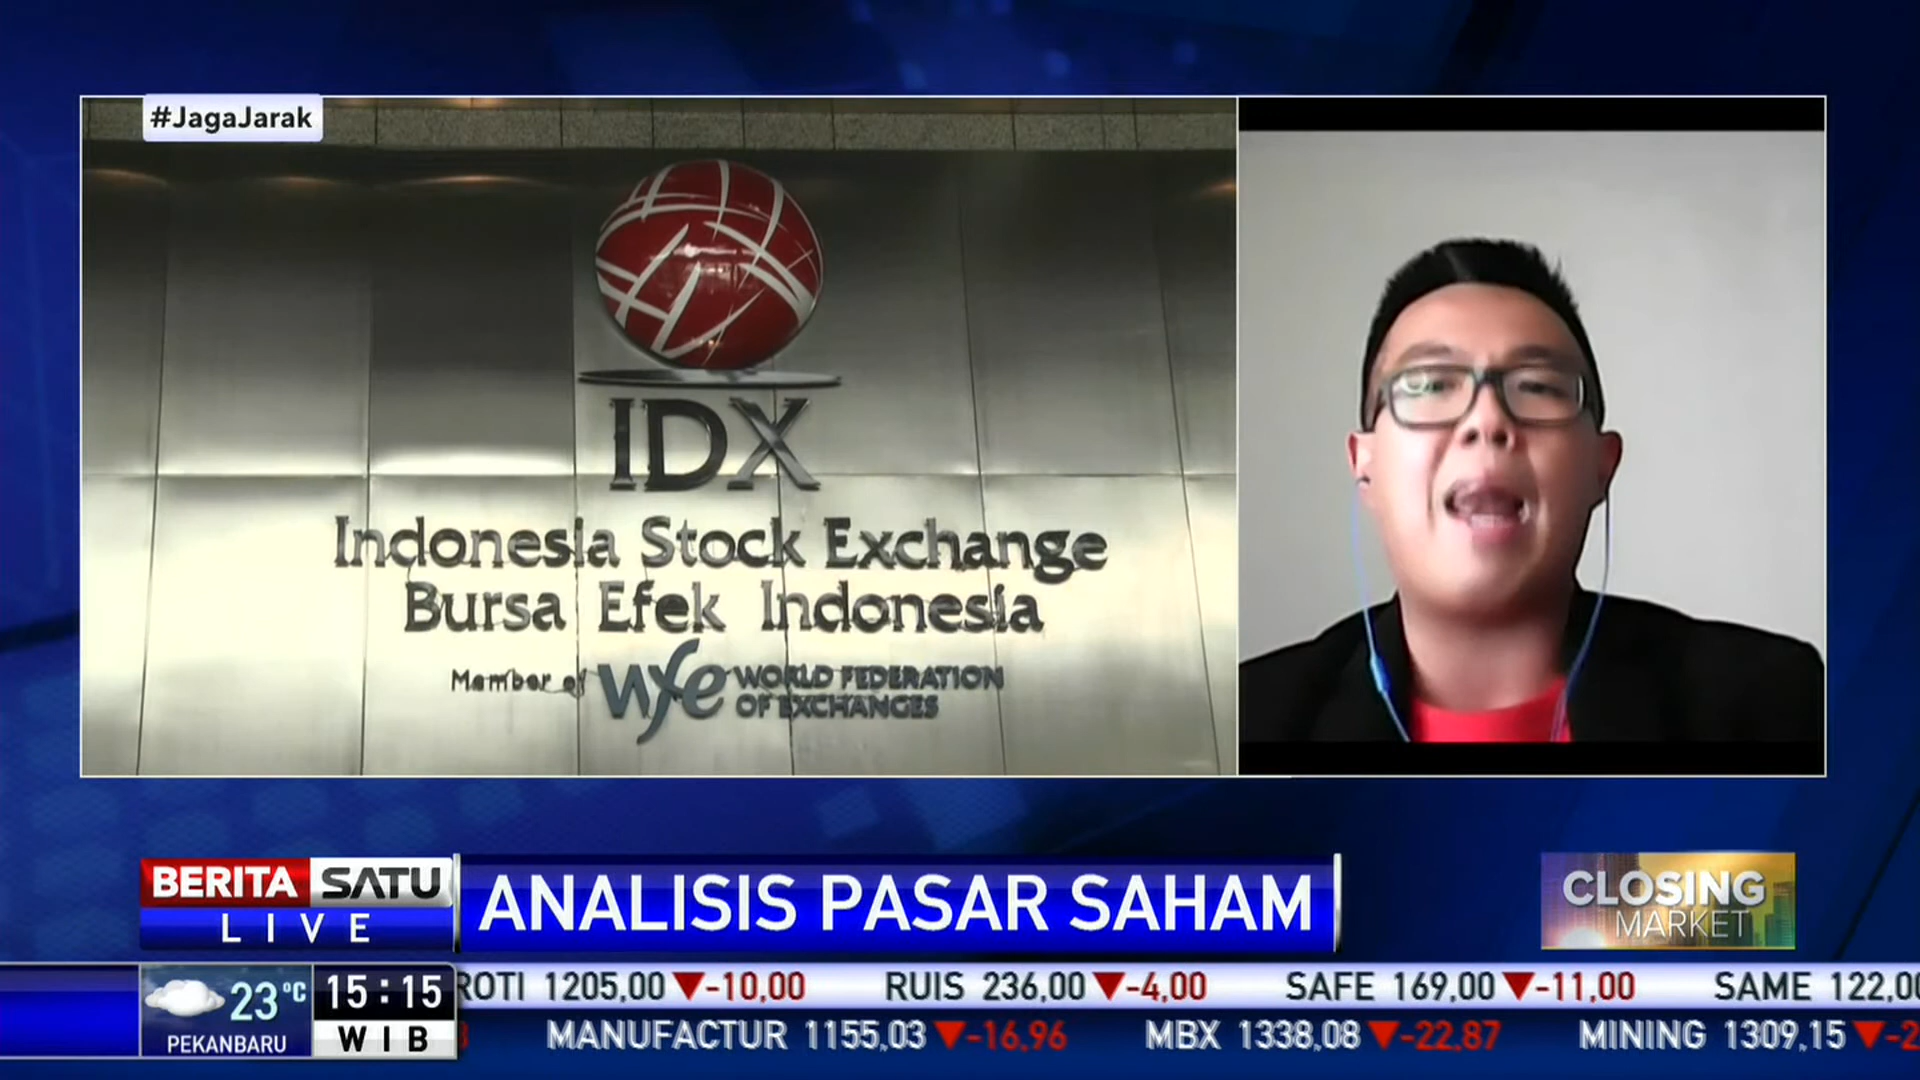 #JagaJarak
IDX
Indonesia Stock Exchange
Bursa Efek Indonesia
Member of wfe WORLD FEDERATION
OF EXCHANGES
BERITA SATU
LIVE
ANALISIS PASAR SAHAM
CLOSING
MARKET
23°C
PEKANBARU
15:15
WIB
ROTI 1205,00 ▼-10,00 RUIS 236,00 ▼-4,00 SAFE 169,00 ▼-11,00 SAME 122,00
MANUFACTUR 1155,03 ▼-16,96 MBX 1338,08 ▼-22,87 MINING 1309,15 ▼-2